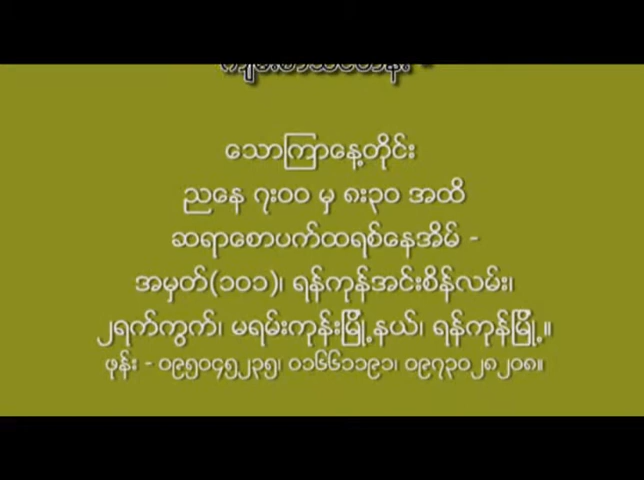 သောကြာနေ့တိုင်း
ညနေ ၇း၀၀ မှ ၈း၃၀ အထိ
ဆရာစောပက်ထရစ်နေအိမ် -
အမှတ်(၁၀၁)၊ ရန်ကုန်အင်းစိန်လမ်း၊
၂ရက်ကွက်၊ မရမ်းကုန်းမြို့နယ်၊ ရန်ကုန်မြို့။
ဖုန်း - ၀၉၅၀၄၅၂၃၅၊ ၀၁၆၆၁၁၉၁၊ ၀၉၇၃၀၂၈၂၀၈။